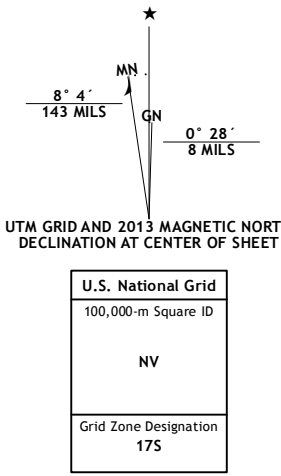 ★
MN
GN
8° 4´
143 MILS
0° 28´
8 MILS
UTM GRID AND 2013 MAGNETIC NORT
DECLINATION AT CENTER OF SHEET
U.S. National Grid
100,000-m Square ID
NV
Grid Zone Designation
17S